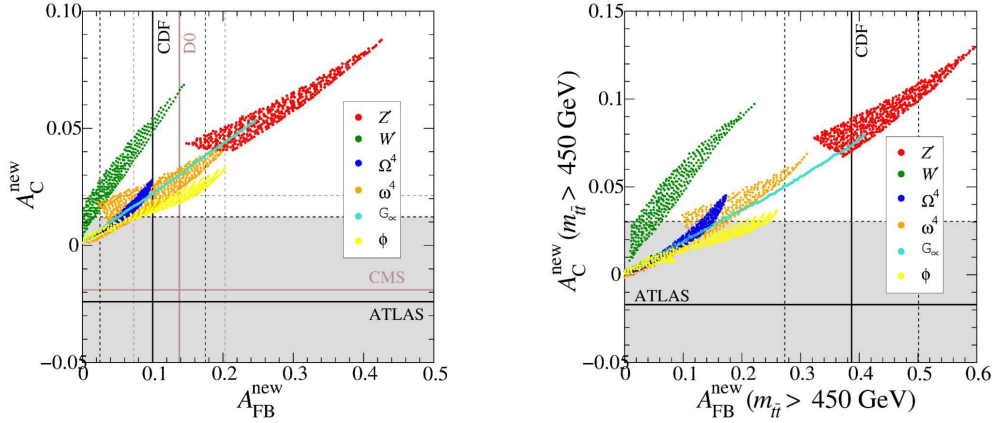 0.10
0.05
0
−0.05
0
0.1
0.2
0.3
0.4
0.5
A_C^new
A_FB^new
CDF
D0
Z′
W′
Ω⁴
ω⁴
G∞
ϕ
CMS
ATLAS
0.15
0.10
0.05
0
−0.05
0
0.1
0.2
0.3
0.4
0.5
0.6
A_C^new (m_tt̄ > 450 GeV)
A_FB^new (m_tt̄ > 450 GeV)
CDF
Z′
W′
Ω⁴
ω⁴
G∞
ϕ
ATLAS